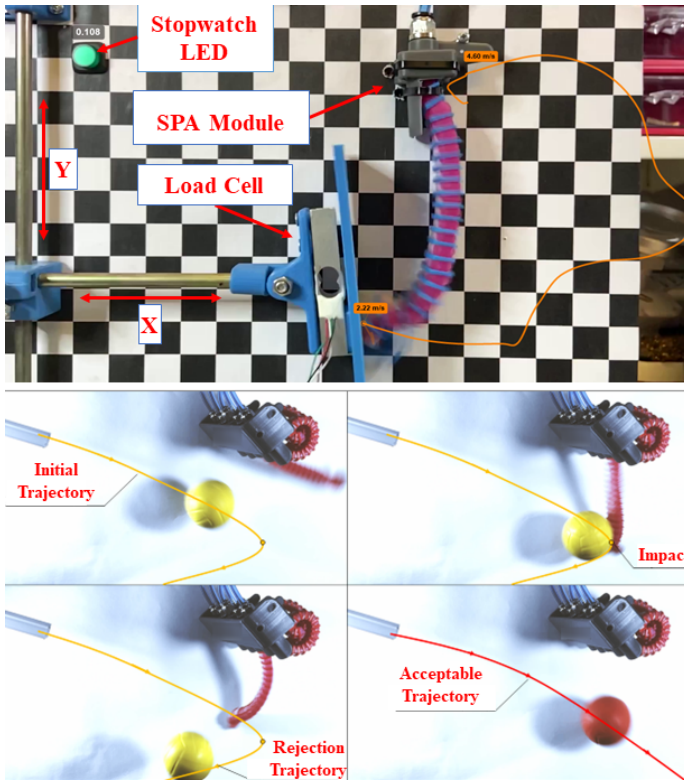 0.108
Stopwatch
LED
4.60 m/s
SPA Module
Y
Load Cell
2.22 m/s
X
Initial
Trajectory
Impac
Rejection
Trajectory
Acceptable
Trajectory